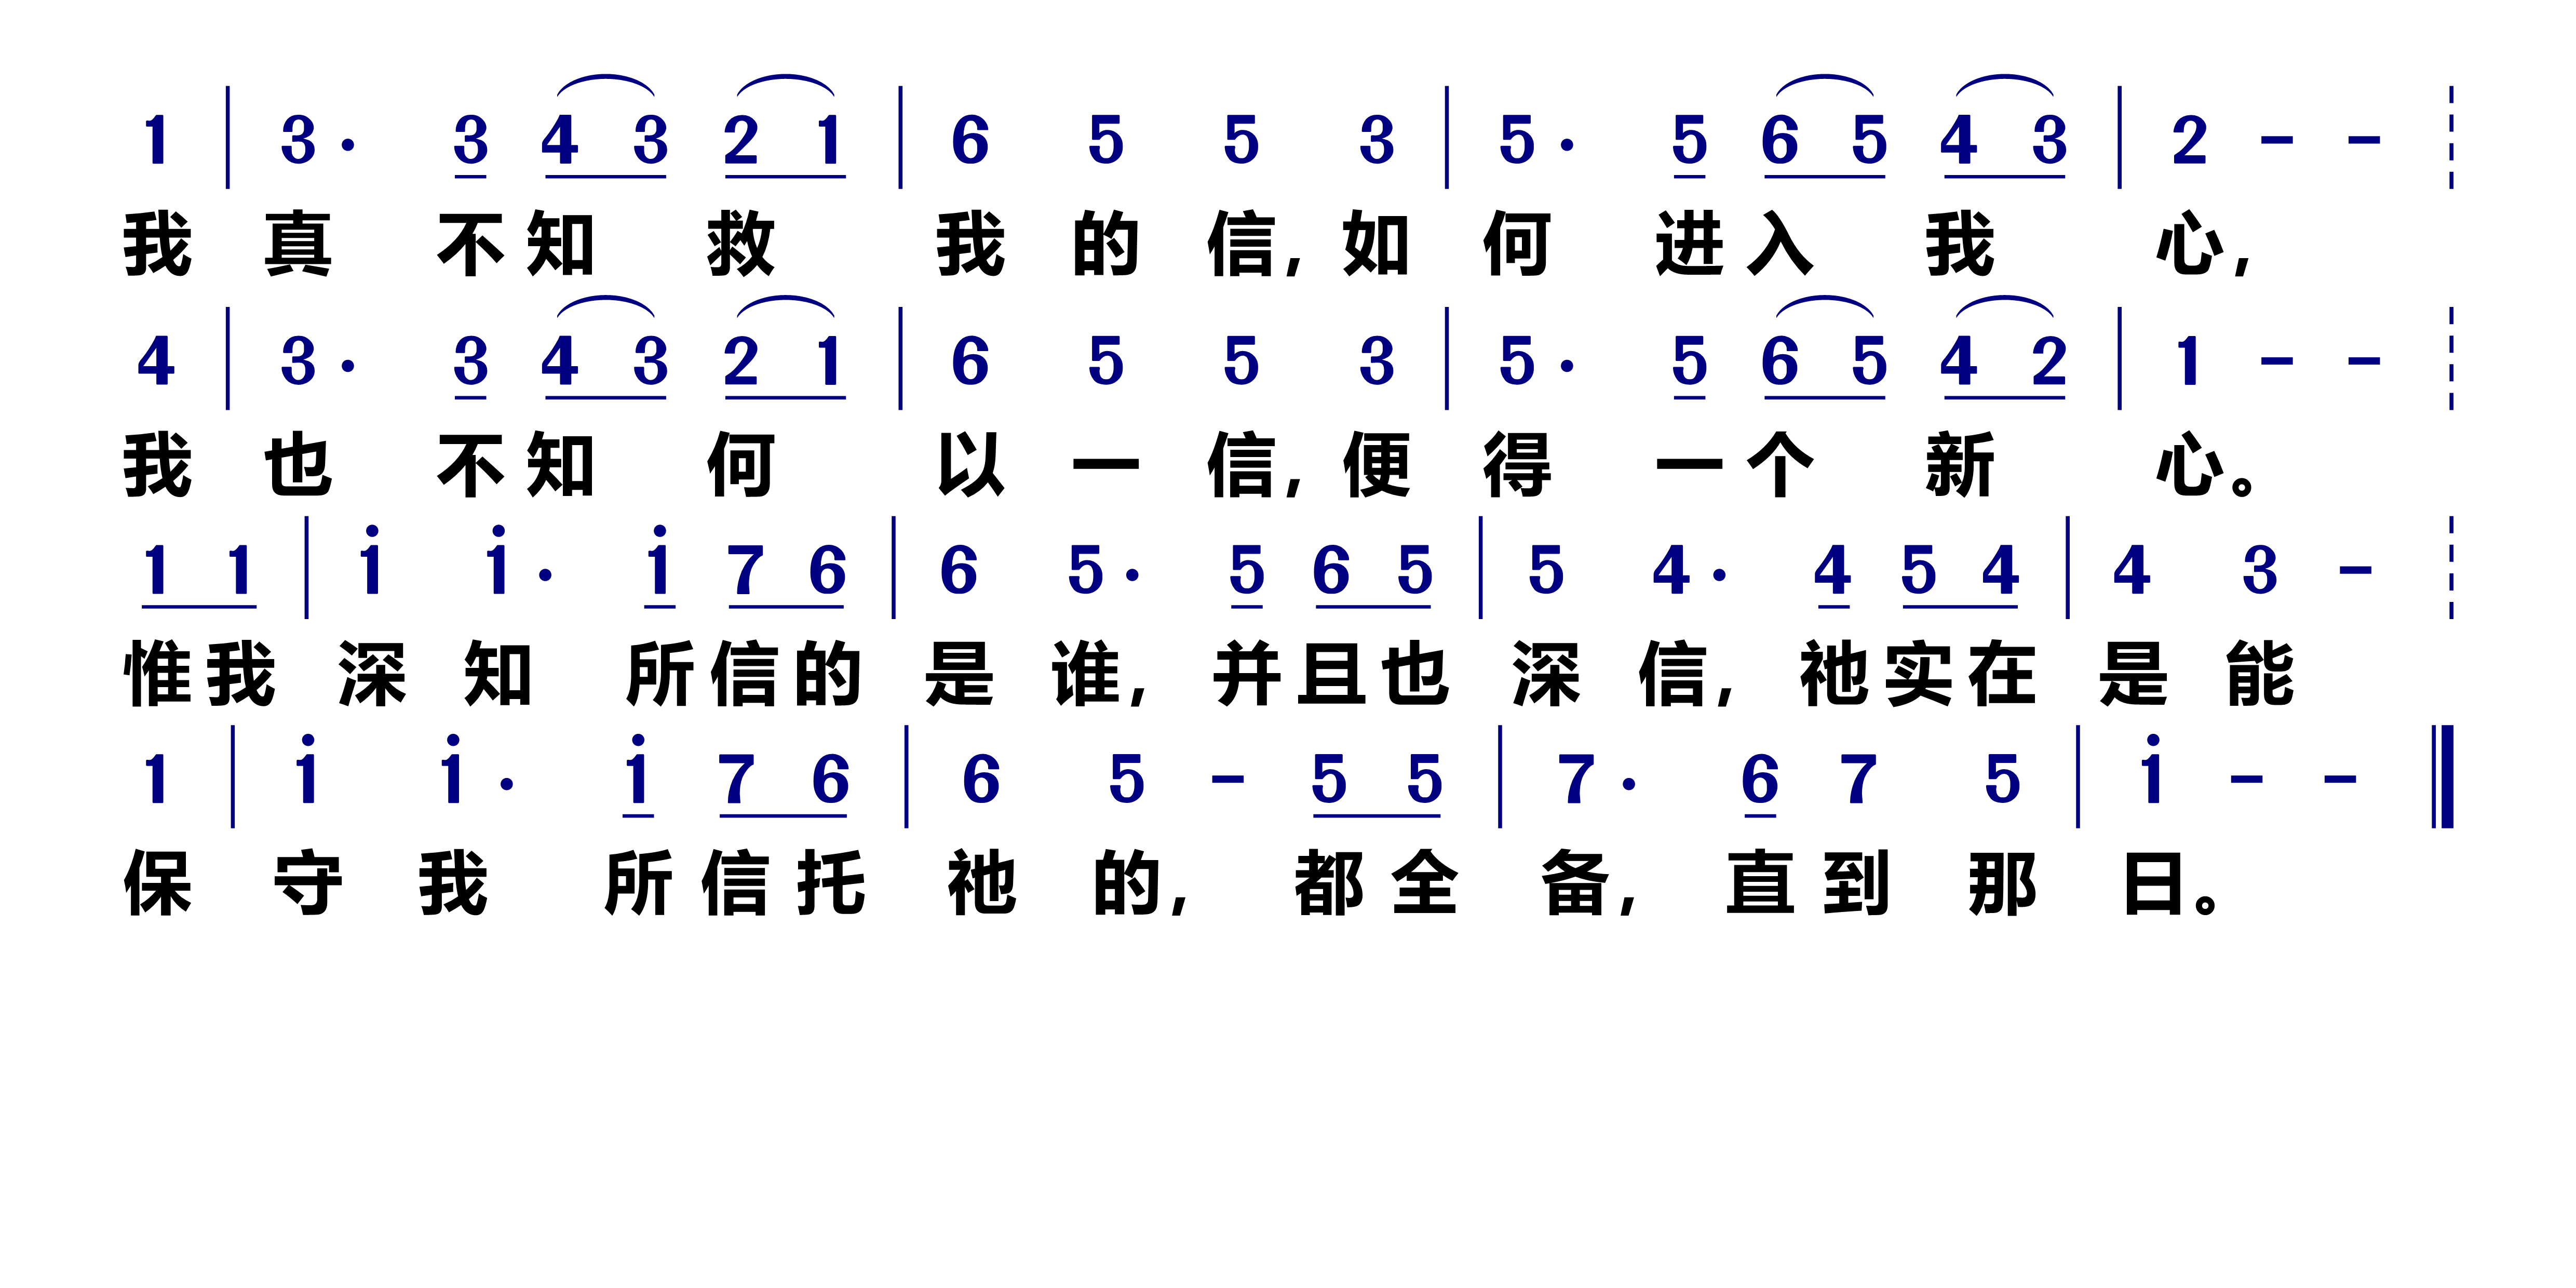 1 | 3· 3 4 3 2 1 | 6 5 5 3 | 5· 5 6 5 4 3 | 2 - -
我真不知救我的信,如何进入我心,
4 | 3· 3 4 3 2 1 | 6 5 5 3 | 5· 5 6 5 4 2 | 1 - -
我也不知何以一信,便得一个新心。
1 1 | i i· i 7 6 | 6 5· 5 6 5 | 5 4· 4 5 4 | 4 3 -
惟我深知所信的是谁,并且也深信,祂实在是能
1 | i i· i 7 6 | 6 5 - 5 5 | 7· 6 7 5 | i - -
保守我所信托祂的,都全备,直到那日。